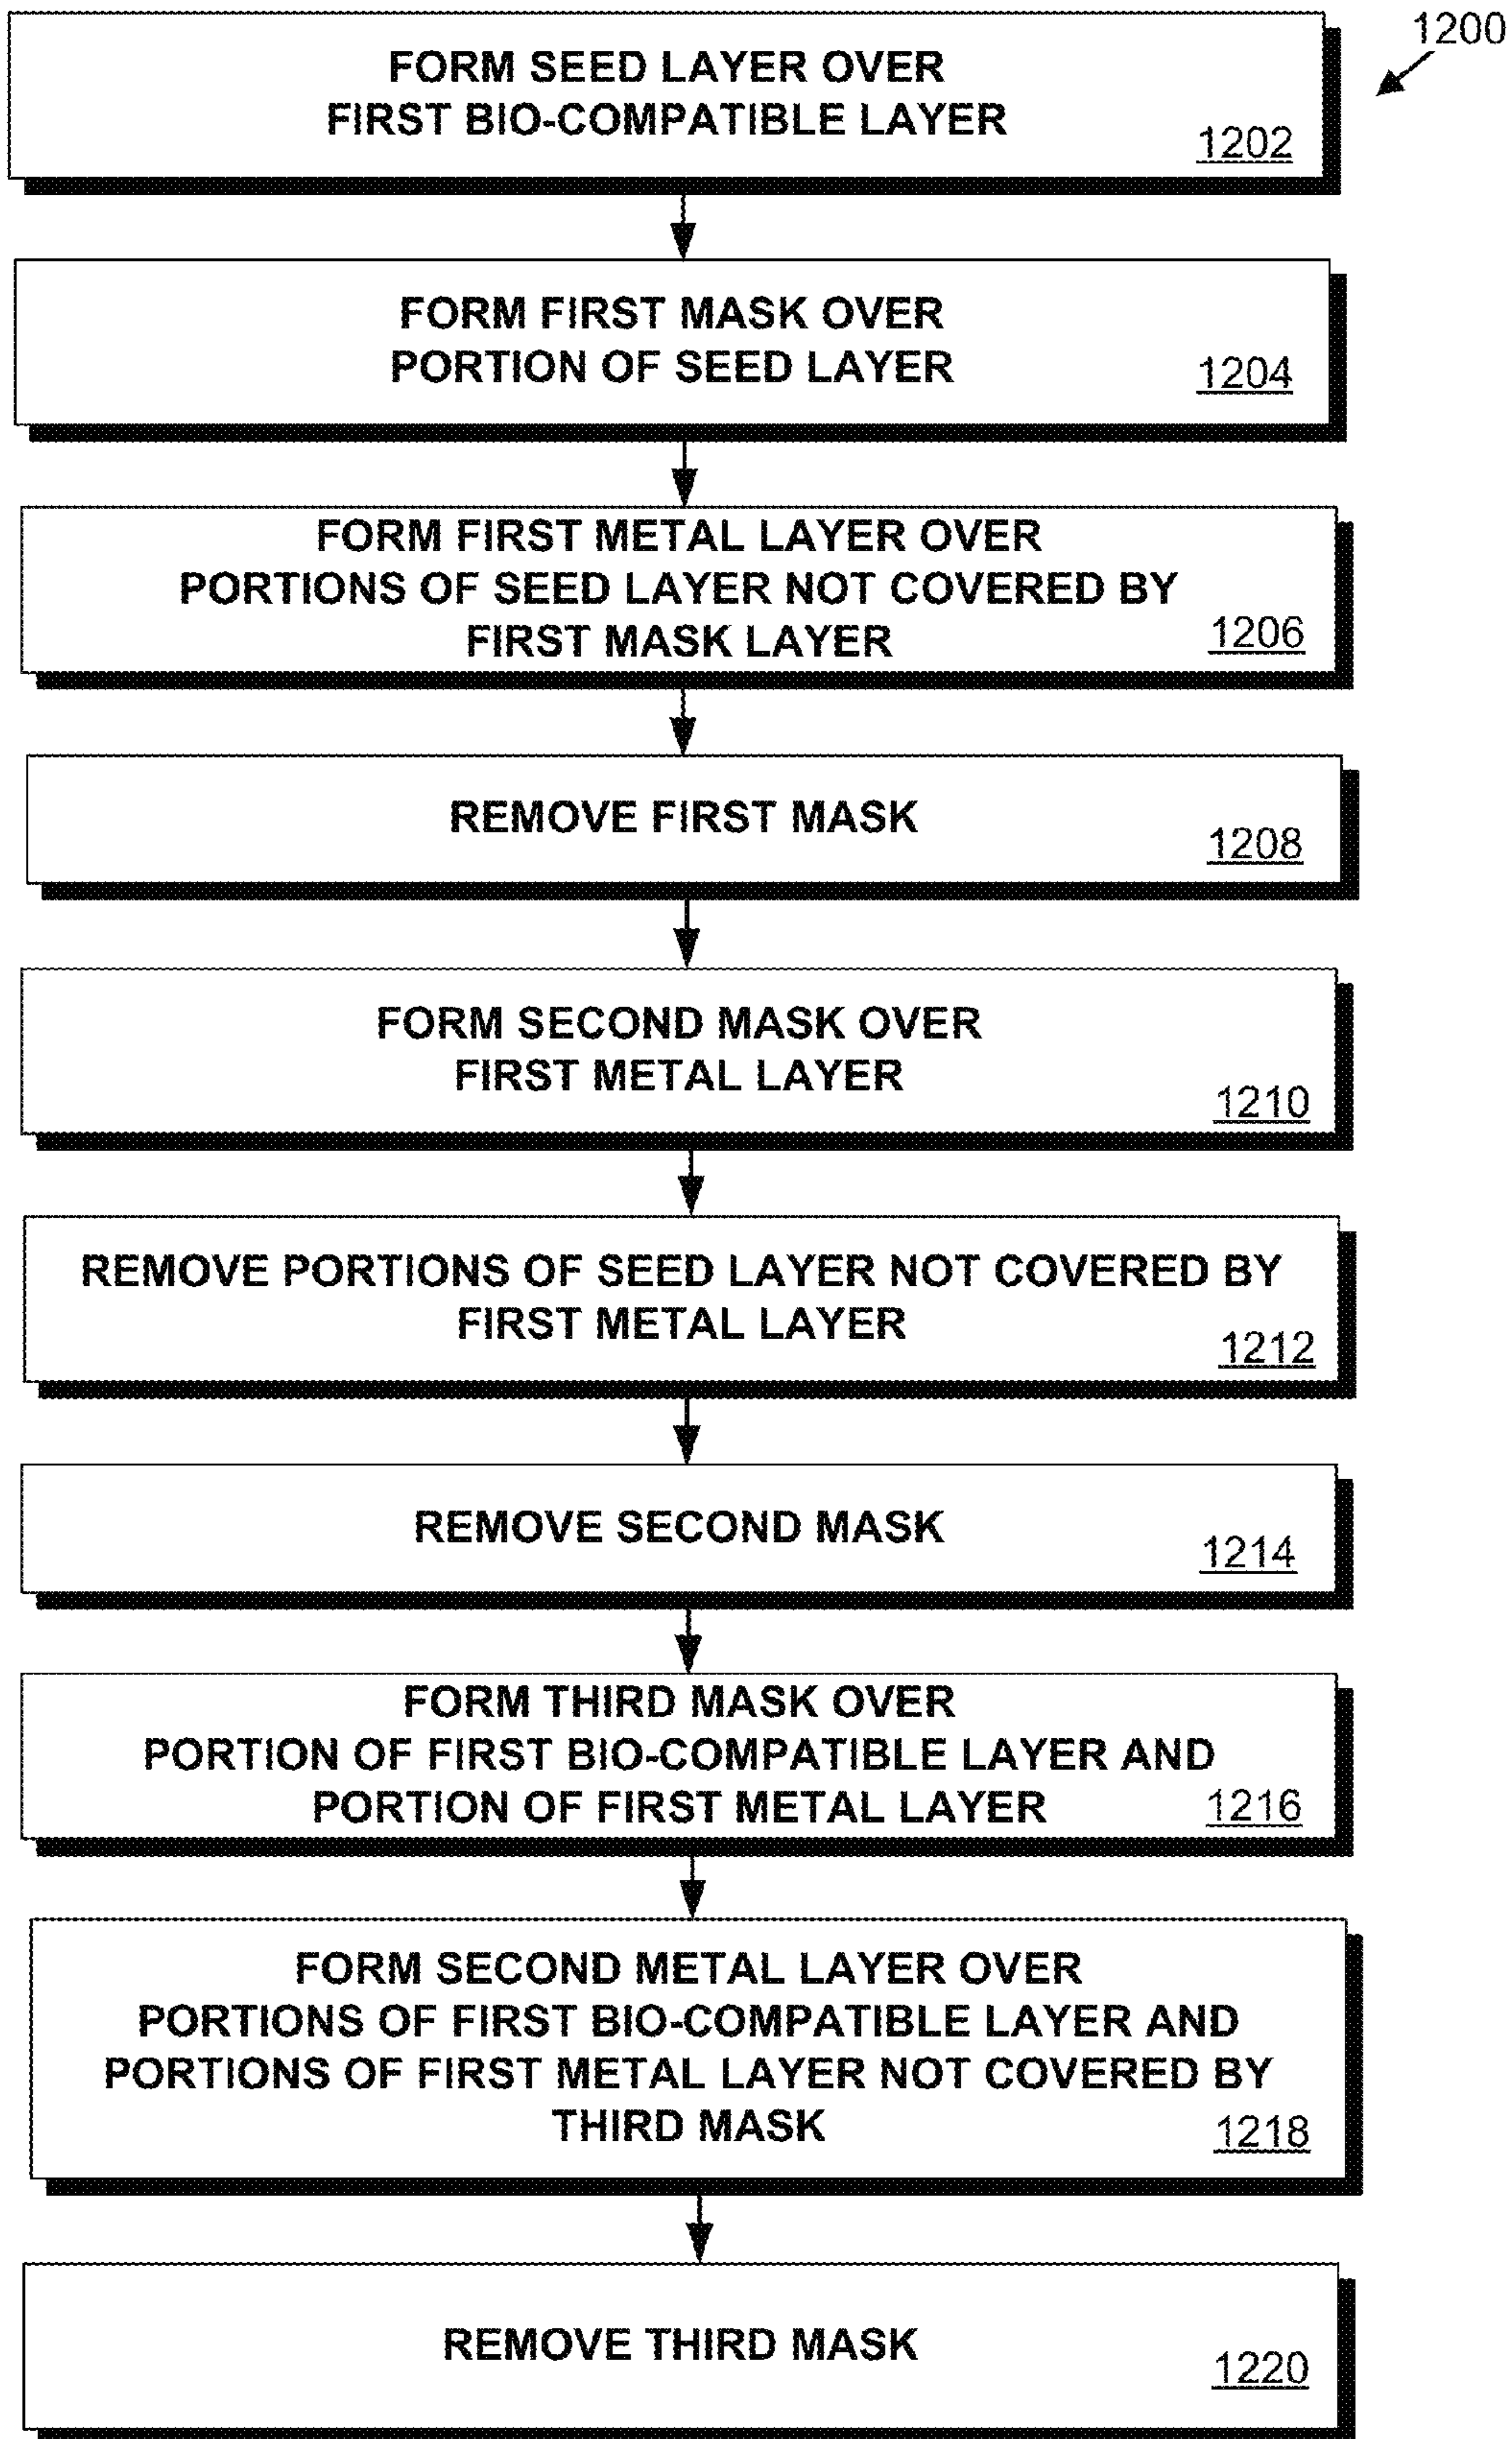 1200
FORM SEED LAYER OVER
FIRST BIO-COMPATIBLE LAYER
1202
FORM FIRST MASK OVER
PORTION OF SEED LAYER
1204
FORM FIRST METAL LAYER OVER
PORTIONS OF SEED LAYER NOT COVERED BY
FIRST MASK LAYER
1206
REMOVE FIRST MASK
1208
FORM SECOND MASK OVER
FIRST METAL LAYER
1210
REMOVE PORTIONS OF SEED LAYER NOT COVERED BY
FIRST METAL LAYER
1212
REMOVE SECOND MASK
1214
FORM THIRD MASK OVER
PORTION OF FIRST BIO-COMPATIBLE LAYER AND
PORTION OF FIRST METAL LAYER
1216
FORM SECOND METAL LAYER OVER
PORTIONS OF FIRST BIO-COMPATIBLE LAYER AND
PORTIONS OF FIRST METAL LAYER NOT COVERED BY
THIRD MASK
1218
REMOVE THIRD MASK
1220